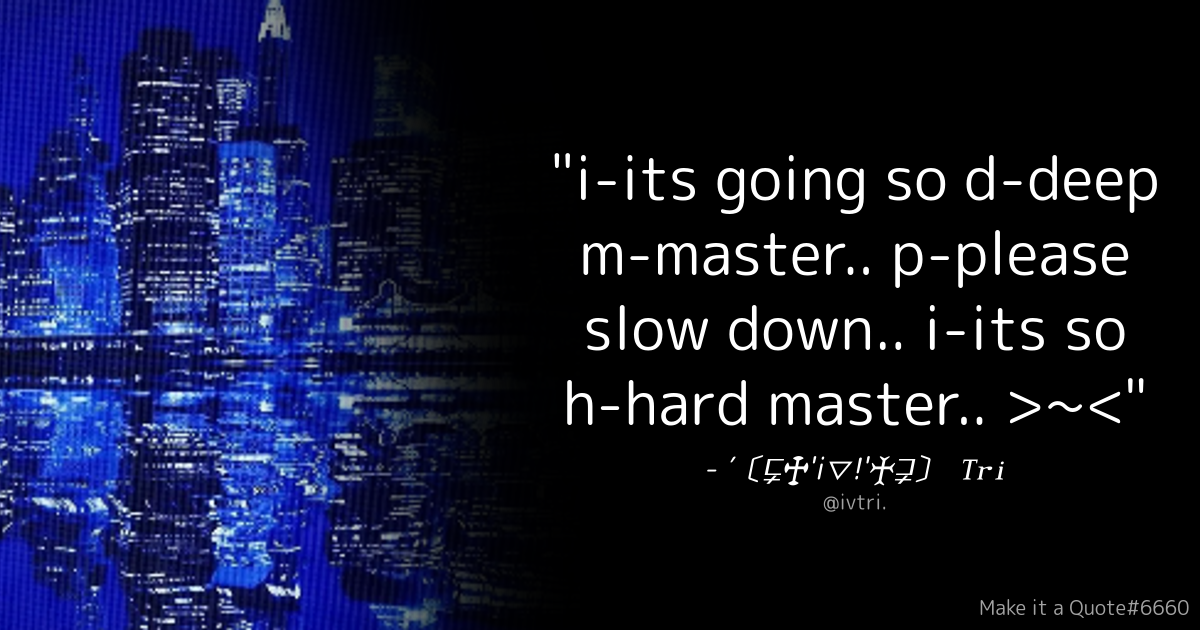 "i-its going so d-deep
m-master.. p-please
slow down.. i-its so
h-hard master.. >~<"
Tri
@ivtri.
Make it a Quote#6660